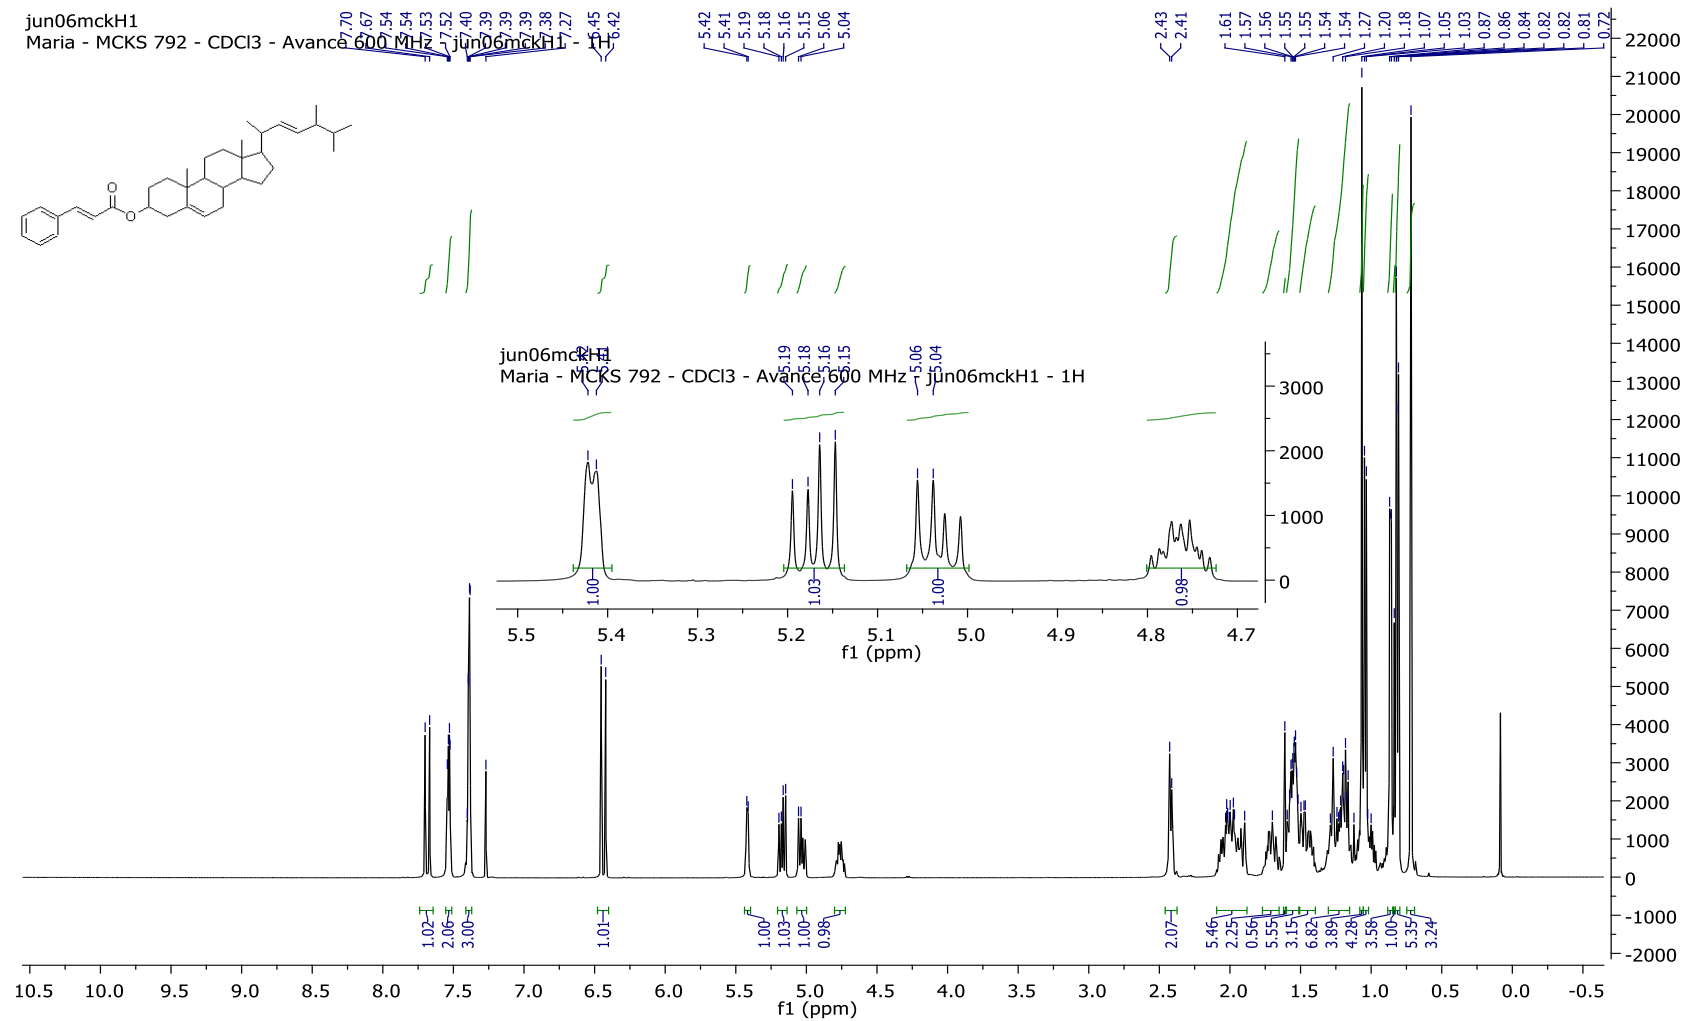 jun06mckH1
Maria - MCKS 792 - CDCl3 - Avance 600 MHz - jun06mckH1 - 1H
7.70 7.67 7.54 7.54 7.53 7.52 7.40 7.39 7.39 7.39 7.38 7.27 6.45 6.42 5.42 5.41 5.19 5.18 5.16 5.15 5.06 5.04 2.43 2.41 1.61 1.57 1.56 1.55 1.55 1.54 1.54 1.27 1.20 1.18 1.07 1.05 1.03 0.87 0.86 0.84 0.82 0.82 0.81 0.72
O
O
jun06mckH1
Maria - MCKS 792 - CDCl3 - Avance 600 MHz - jun06mckH1 - 1H
5.42 5.41 5.19 5.18 5.16 5.15 5.06 5.04
3000
2000
1000
0
1.00 1.03 1.00 0.98
5.5 5.4 5.3 5.2 5.1 5.0 4.9 4.8 4.7
f1 (ppm)
22000
21000
20000
19000
18000
17000
16000
15000
14000
13000
12000
11000
10000
9000
8000
7000
6000
5000
4000
3000
2000
1000
0
-1000
-2000
1.02 2.06 3.00 1.01 1.00 1.03 1.00 0.98 2.07 5.46 2.25 0.56 5.55 3.15 6.82 3.89 4.28 3.58 1.00 5.35 3.24
10.5 10.0 9.5 9.0 8.5 8.0 7.5 7.0 6.5 6.0 5.5 5.0 4.5 4.0 3.5 3.0 2.5 2.0 1.5 1.0 0.5 0.0 -0.5
f1 (ppm)